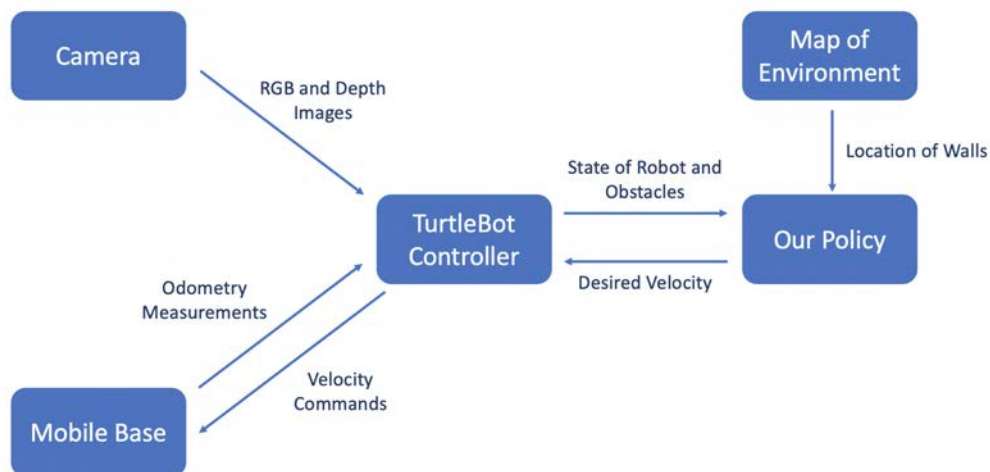 Camera
Map of
Environment
RGB and Depth
Images
Location of Walls
State of Robot and
Obstacles
TurtleBot
Controller
Our Policy
Desired Velocity
Odometry
Measurements
Velocity
Commands
Mobile Base